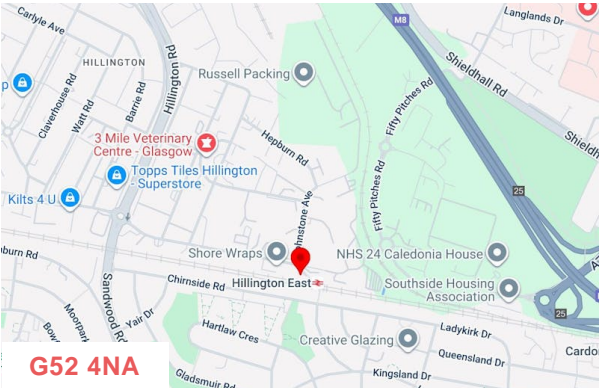 Carlyle Ave
M8
Langlands Dr
HILLINGTON
Hillington Rd
Shieldhall Rd
Russell Packing
Claverhouse Rd
Watt Rd
Barrie Rd
Fifty Pitches Rd
3 Mile Veterinary
Centre - Glasgow
Hepburn Rd
Shieldh
Topps Tiles Hillington
- Superstore
25
Kilts 4 U
Johnstone Ave
Fifty Pitches Rd
Shore Wraps
NHS 24 Caledonia House
burn Rd
Sandwood Rd
Chirnside Rd
Hillington East
Southside Housing
Association
25
Moorpark
Yair Dr
Hartlaw Cres
Ladykirk Dr
Creative Glazing
Cardo
Queensland Dr
G52 4NA
Gladsmuir Rd
Kingsland Dr